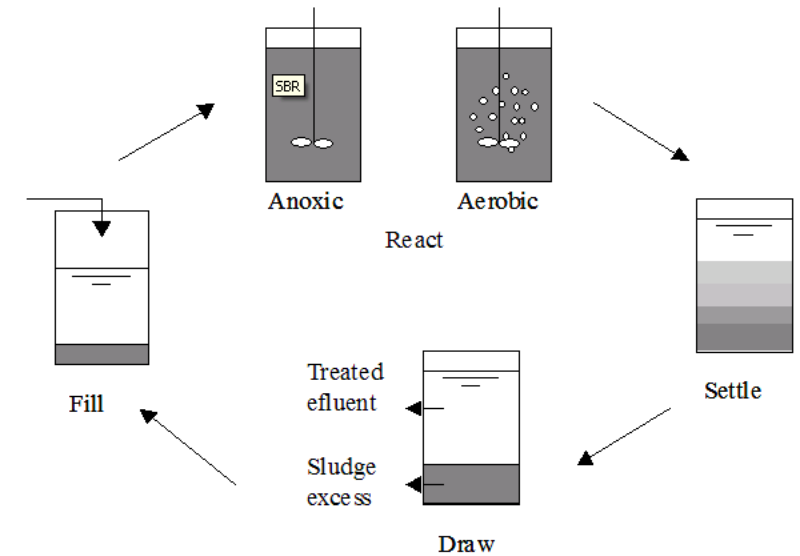 SBR
Anoxic
Aerobic
React
Fill
Settle
Treated
efluent
Sludge
excess
Draw